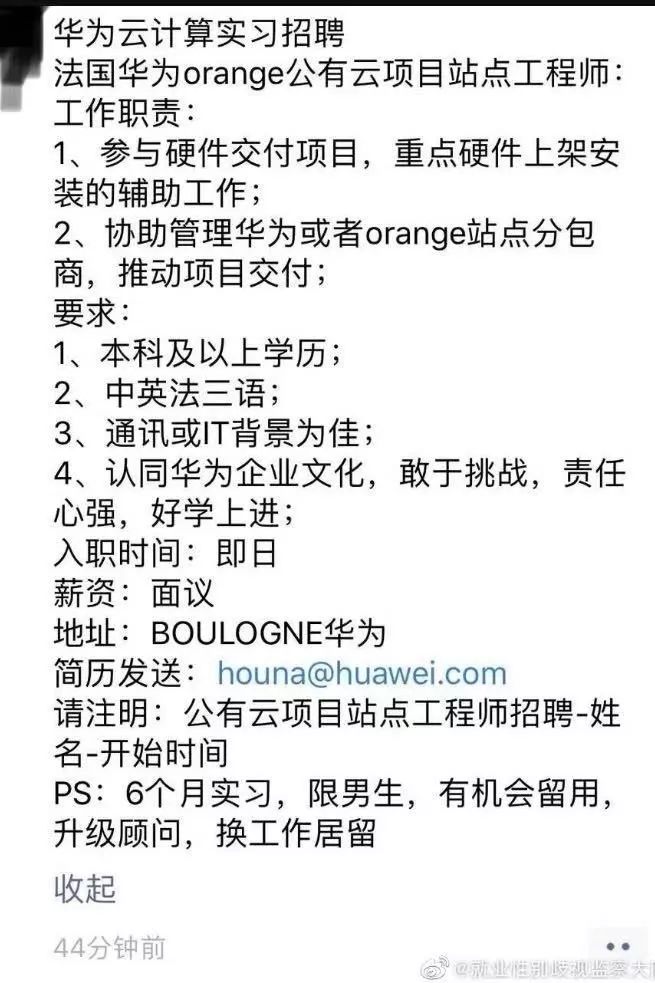 华为云计算实习招聘
法国华为orange公有云项目站点工程师：
工作职责：
1、参与硬件交付项目，重点硬件上架安
装的辅助工作；
2、协助管理华为或者orange站点分包
商，推动项目交付；
要求：
1、本科及以上学历；
2、中英法三语；
3、通讯或IT背景为佳；
4、认同华为企业文化，敢于挑战，责任
心强，好学上进；
入职时间：即日
薪资：面议
地址：BOULOGNE华为
简历发送：houna@huawei.com
请注明：公有云项目站点工程师招聘-姓
名-开始时间
PS：6个月实习，限男生，有机会留用，
升级顾问，换工作居留
收起
44分钟前
@就业性别歧视监察大